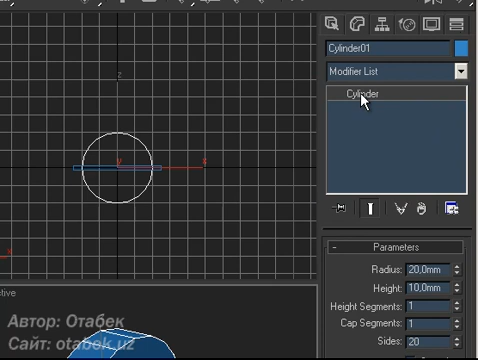 Cylinder01
Modifier List
Cylinder
z
y
x
x
Parameters
Radius: 20,0mm
Height: 10,0mm
Height Segments: 1
Cap Segments: 1
Sides: 20
ctive
Автор: Отабек
Сайт: otabek.uz